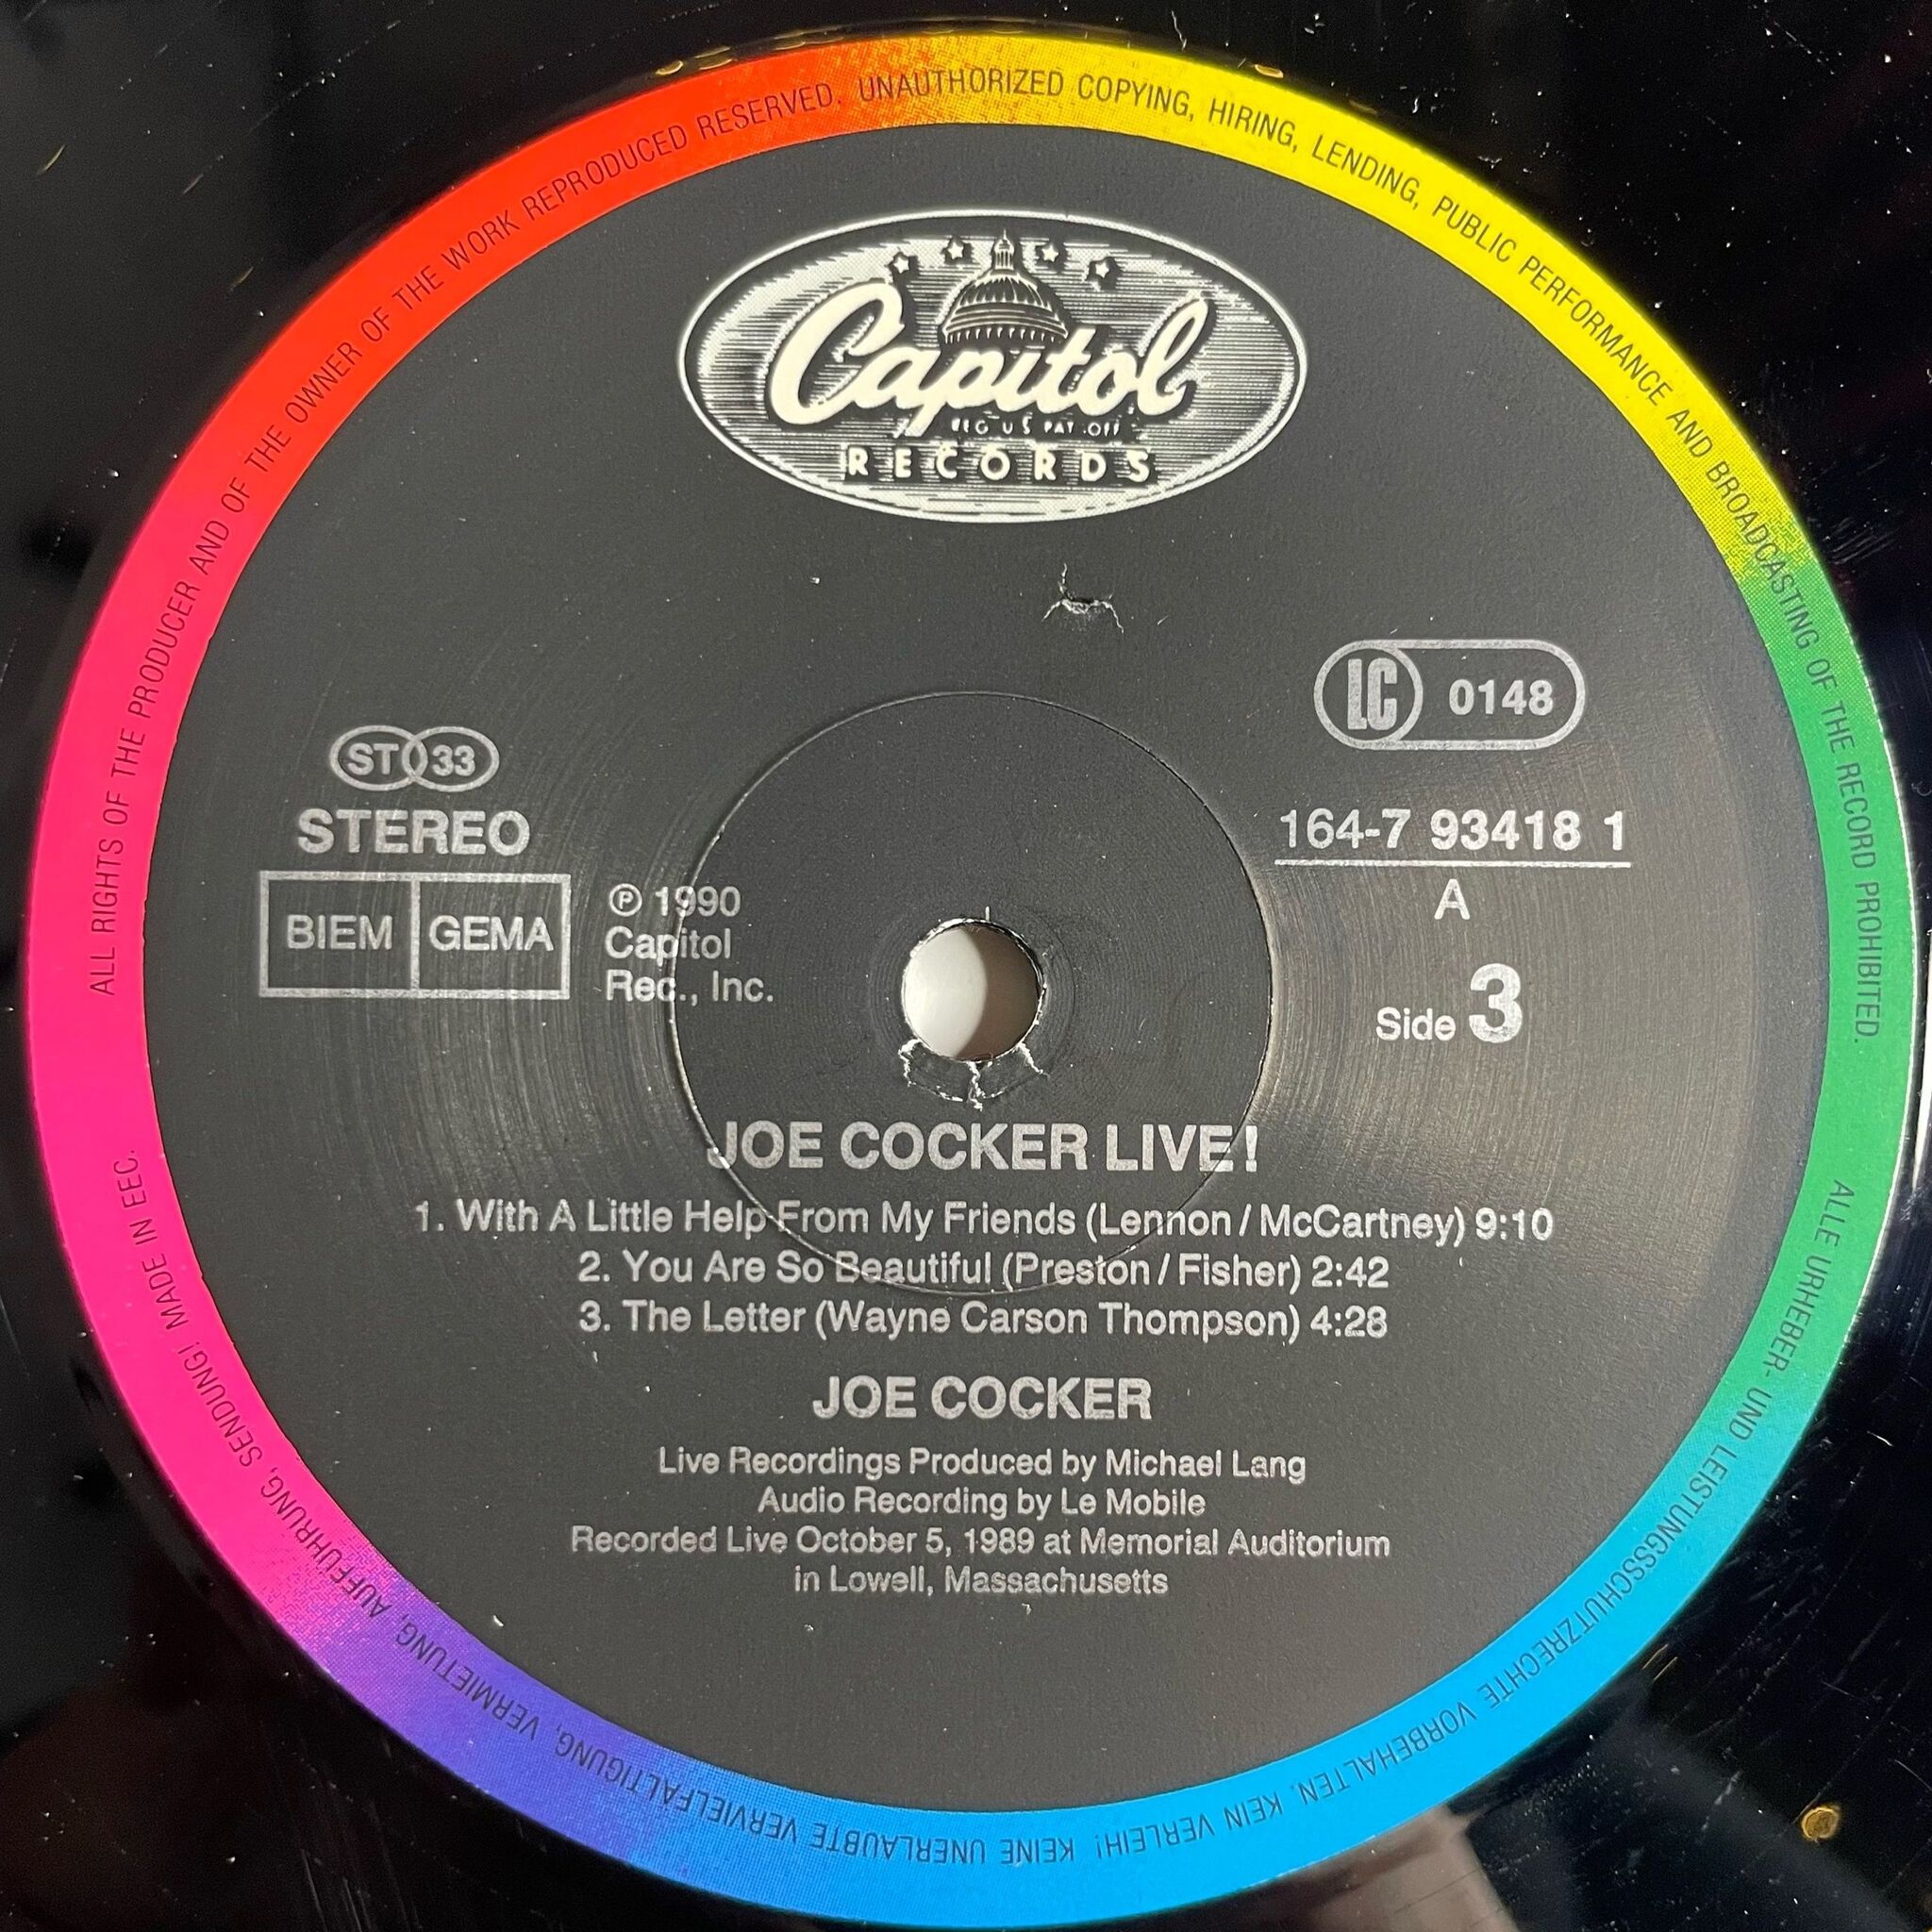 ALL RIGHTS OF THE PRODUCER AND OF THE OWNER OF THE WORK REPRODUCED RESERVED. UNAUTHORIZED COPYING, HIRING, LENDING, PUBLIC PERFORMANCE AND BROADCASTING OF THE RECORD PROHIBITED.
Capitol
REG US PAT OFF
RECORDS
LC 0148
ST 33
STEREO
BIEM GEMA
℗ 1990
Capitol
Rec., Inc.
164-7 93418 1
A
Side 3
JOE COCKER LIVE!
1. With A Little Help From My Friends (Lennon / McCartney) 9:10
2. You Are So Beautiful (Preston / Fisher) 2:42
3. The Letter (Wayne Carson Thompson) 4:28
JOE COCKER
Live Recordings Produced by Michael Lang
Audio Recording by Le Mobile
Recorded Live October 5, 1989 at Memorial Auditorium
in Lowell, Massachusetts
ALLE URHEBER- UND LEISTUNGSSCHUTZRECHTE VORBEHALTEN. KEIN VERLEIH! KEINE UNERLAUBTE VERVIELFÄLTIGUNG, VERMIETUNG, AUFFÜHRUNG, SENDUNG! MADE IN EEC.